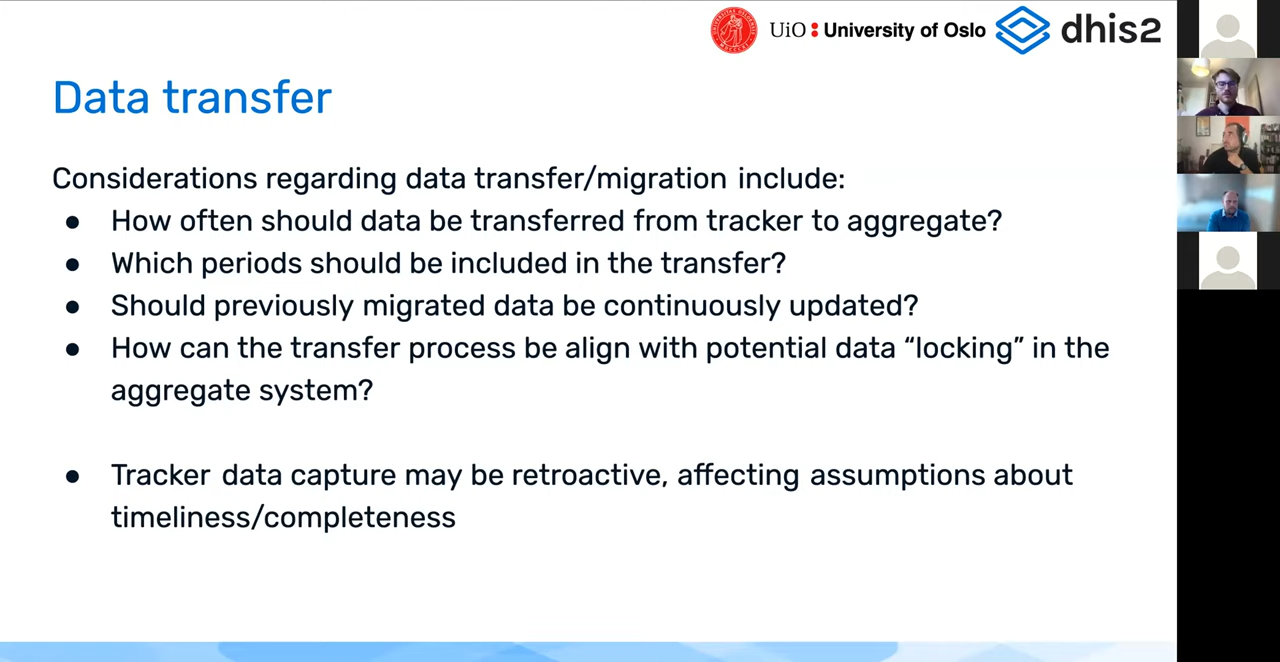 UiO : University of Oslo
dhis2
Data transfer
Considerations regarding data transfer/migration include:
● How often should data be transferred from tracker to aggregate?
● Which periods should be included in the transfer?
● Should previously migrated data be continuously updated?
● How can the transfer process be align with potential data “locking” in the
aggregate system?
● Tracker data capture may be retroactive, affecting assumptions about
timeliness/completeness